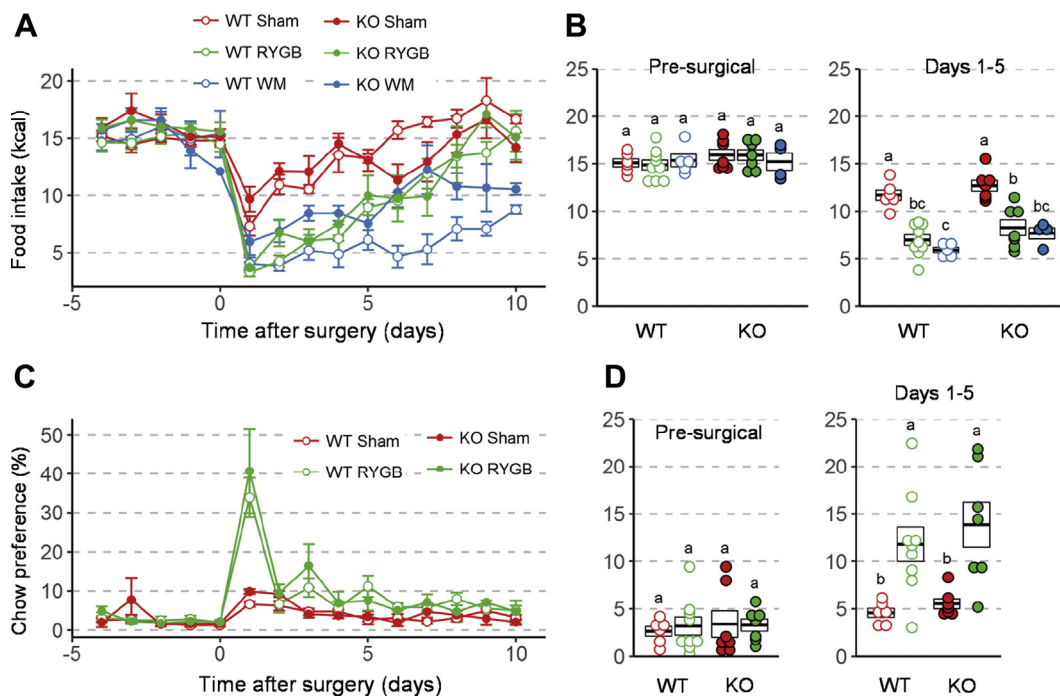 A
WT Sham
KO Sham
WT RYGB
KO RYGB
WT WM
KO WM
Food intake (kcal)
20
15
10
5
-5
0
5
10
Time after surgery (days)
B
Pre-surgical
Days 1-5
25
20
15
10
5
0
a
a
a
a
a
a
WT
KO
25
20
15
10
5
0
a
bc
c
a
b
bc
WT
KO
C
Chow preference (%)
50
40
30
20
10
0
WT Sham
KO Sham
WT RYGB
KO RYGB
-5
0
5
10
Time after surgery (days)
D
Pre-surgical
Days 1-5
25
20
15
10
5
0
a
a
a
a
WT
KO
25
20
15
10
5
0
b
a
b
a
WT
KO